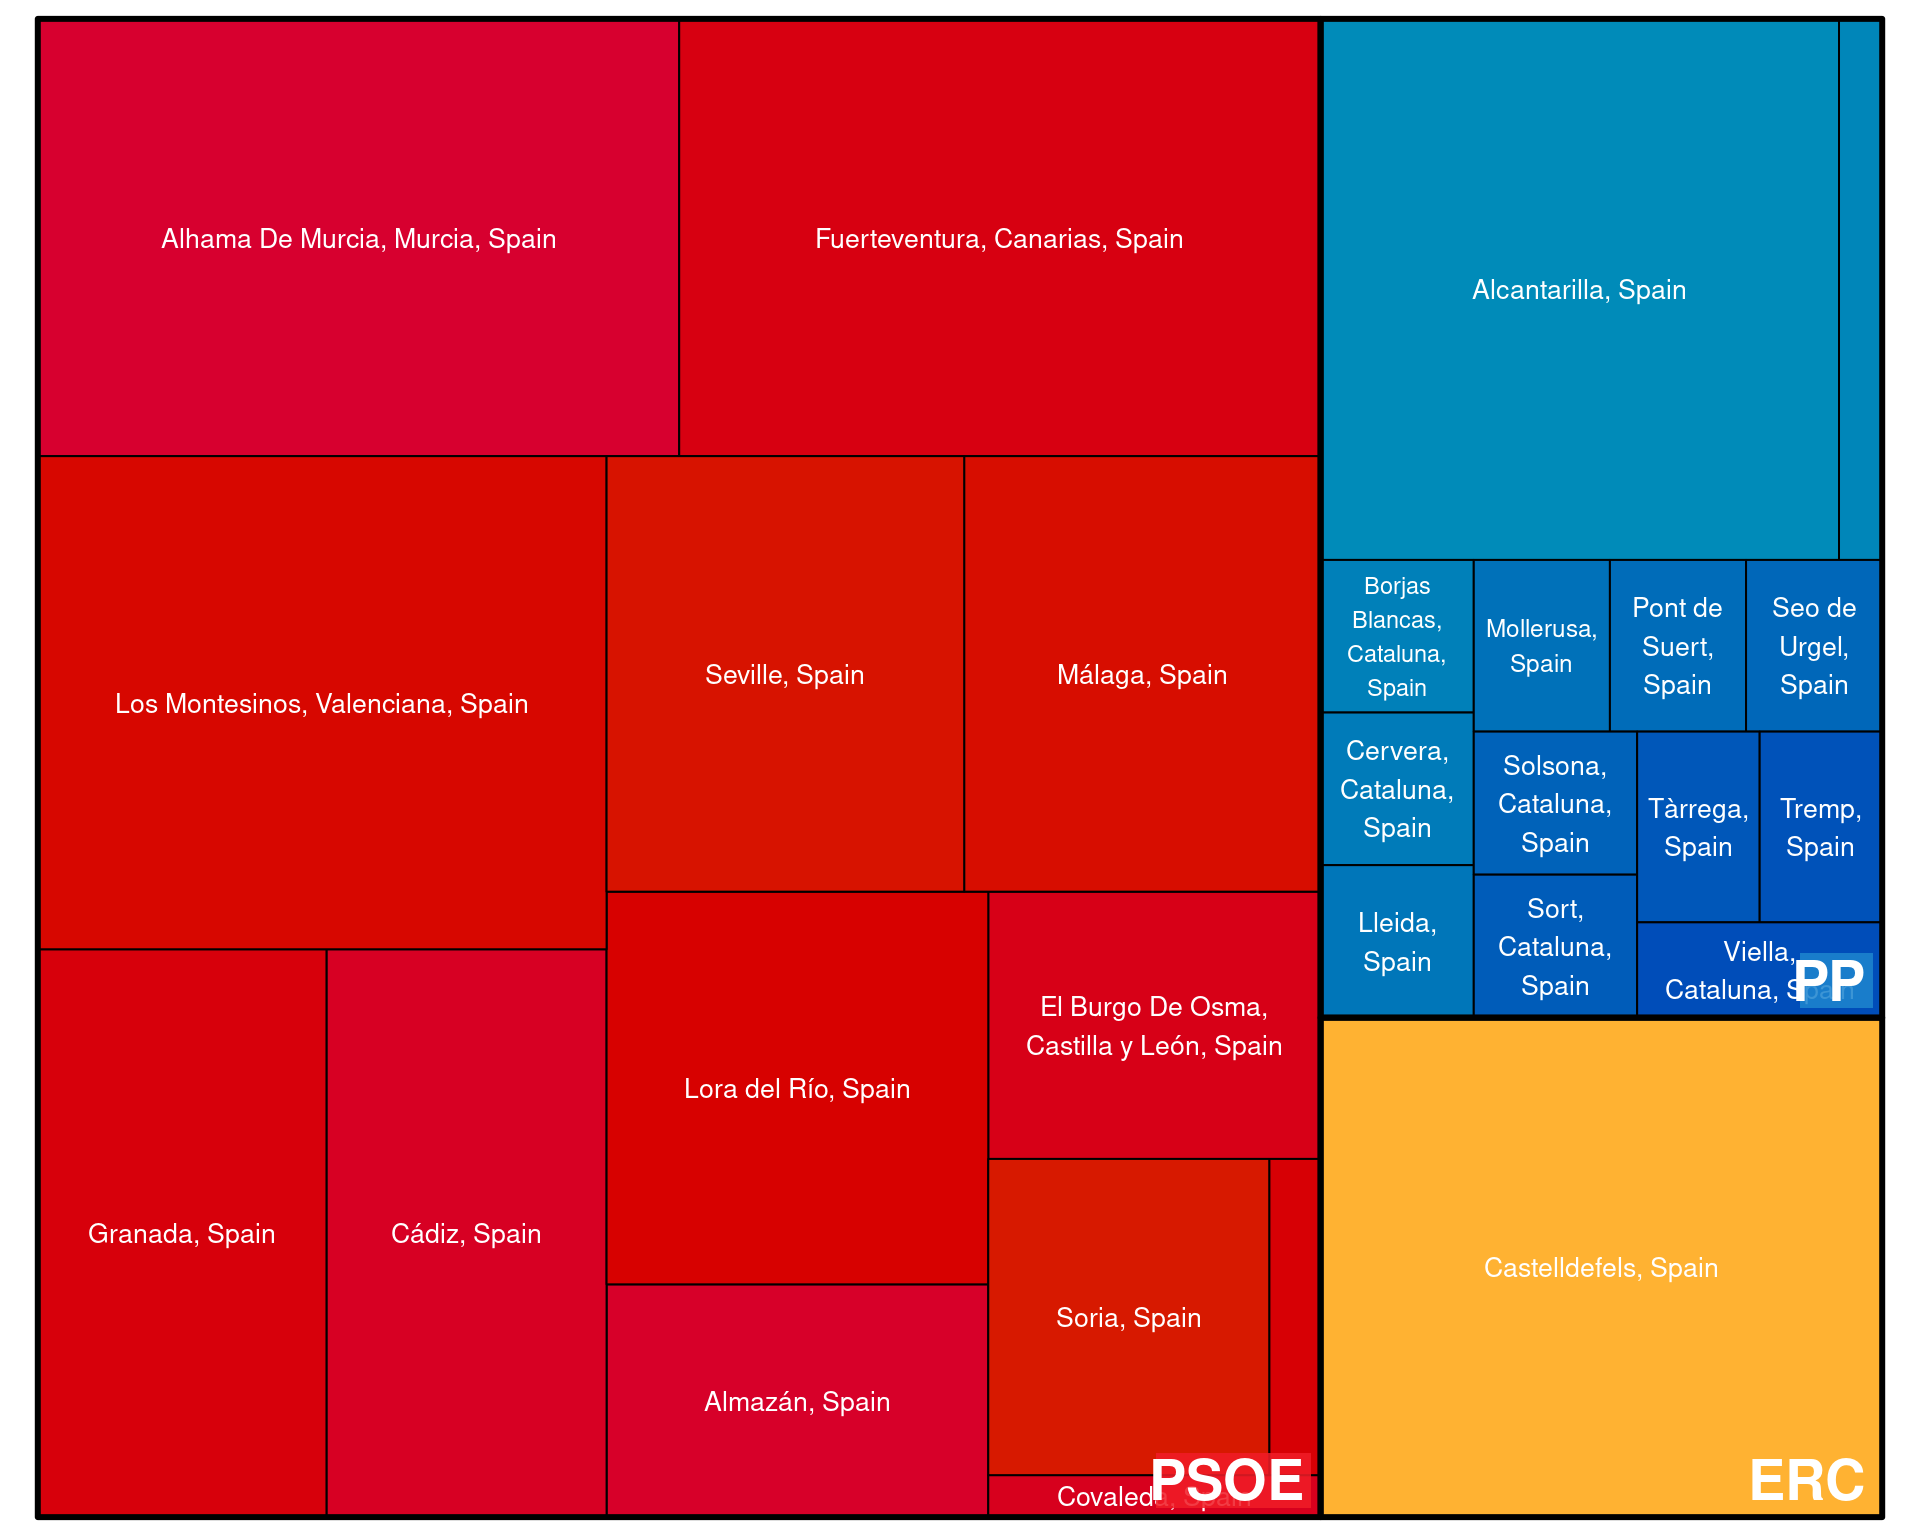 Alhama De Murcia, Murcia, Spain
Fuerteventura, Canarias, Spain
Los Montesinos, Valenciana, Spain
Seville, Spain
Málaga, Spain
Granada, Spain
Cádiz, Spain
Lora del Río, Spain
Almazán, Spain
El Burgo De Osma,
Castilla y León, Spain
Soria, Spain
Covaleda, Spain
PSOE
Alcantarilla, Spain
Borjas
Blancas,
Cataluna,
Spain
Cervera,
Cataluna,
Spain
Lleida,
Spain
Mollerusa,
Spain
Pont de
Suert,
Spain
Seo de
Urgel,
Spain
Solsona,
Cataluna,
Spain
Sort,
Cataluna,
Spain
Tàrrega,
Spain
Tremp,
Spain
Viella,
Cataluna, Spain
PP
Castelldefels, Spain
ERC